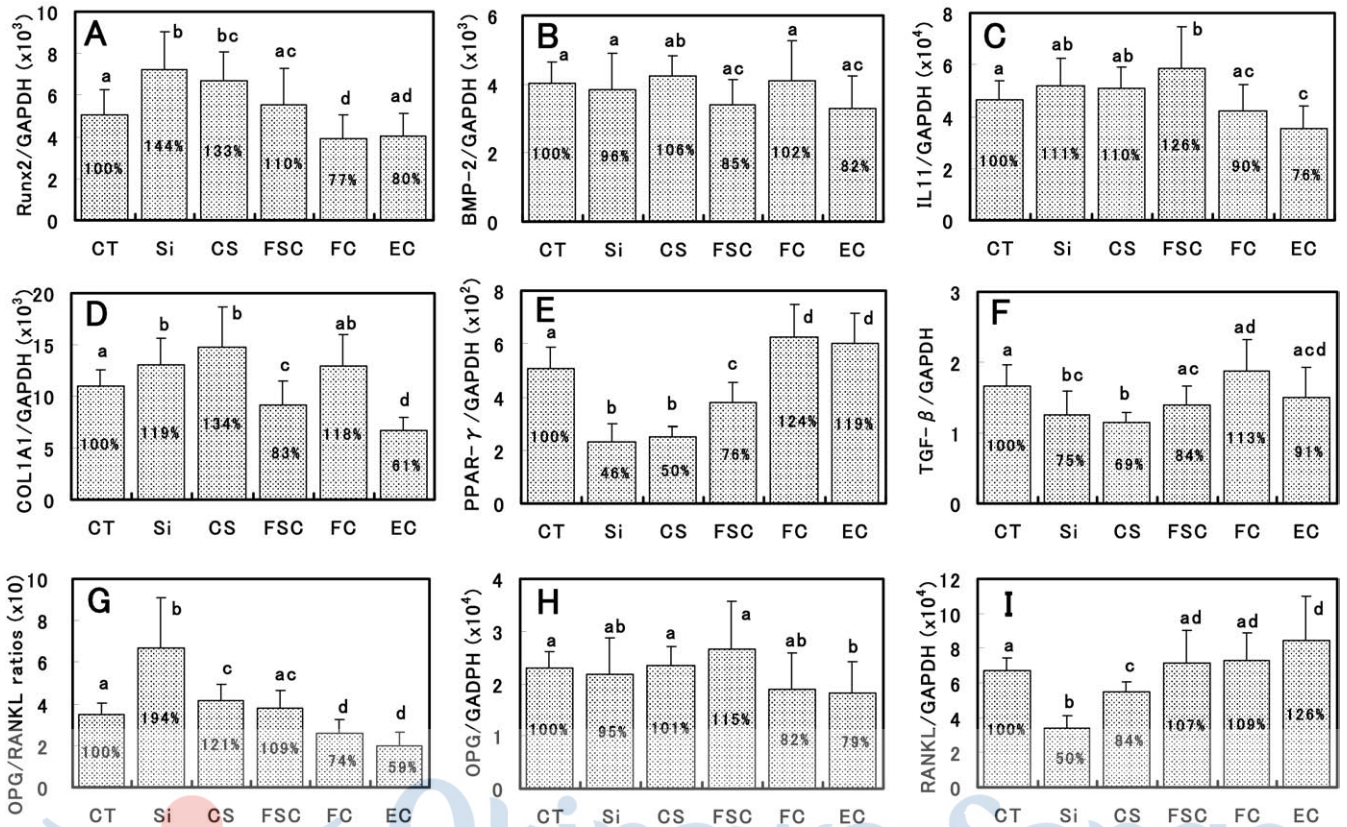 A
Runx2/GAPDH (x10³)
10
8
6
4
2
0
a
b
bc
ac
d
ad
100%
144%
133%
110%
77%
80%
CT Si CS FSC FC EC
B
BMP-2/GAPDH (x10³)
6
4
2
0
a
a
ab
ac
a
ac
100%
96%
106%
85%
102%
82%
CT Si CS FSC FC EC
C
IL11/GAPDH (x10⁴)
8
6
4
2
0
a
ab
ab
b
ac
c
100%
111%
110%
126%
90%
76%
CT Si CS FSC FC EC
D
COL1A1/GAPDH (x10³)
20
15
10
5
0
a
b
b
c
ab
d
100%
119%
134%
83%
118%
61%
CT Si CS FSC FC EC
E
PPAR-γ/GAPDH (x10²)
8
6
4
2
0
a
b
b
c
d
d
100%
46%
50%
76%
124%
119%
CT Si CS FSC FC EC
F
TGF-β/GAPDH
3
2
1
0
a
bc
b
ac
ad
acd
100%
75%
69%
84%
113%
91%
CT Si CS FSC FC EC
G
OPG/RANKL ratios (x10)
10
8
6
4
2
0
a
b
c
ac
d
d
100%
194%
121%
109%
74%
59%
CT Si CS FSC FC EC
H
OPG/GADPH (x10⁴)
4
3
2
1
0
a
ab
a
a
ab
b
100%
95%
101%
115%
82%
79%
CT Si CS FSC FC EC
I
RANKL/GAPDH (x10⁴)
12
10
8
6
4
2
0
a
b
c
ad
ad
d
100%
50%
84%
107%
109%
126%
CT Si CS FSC FC EC